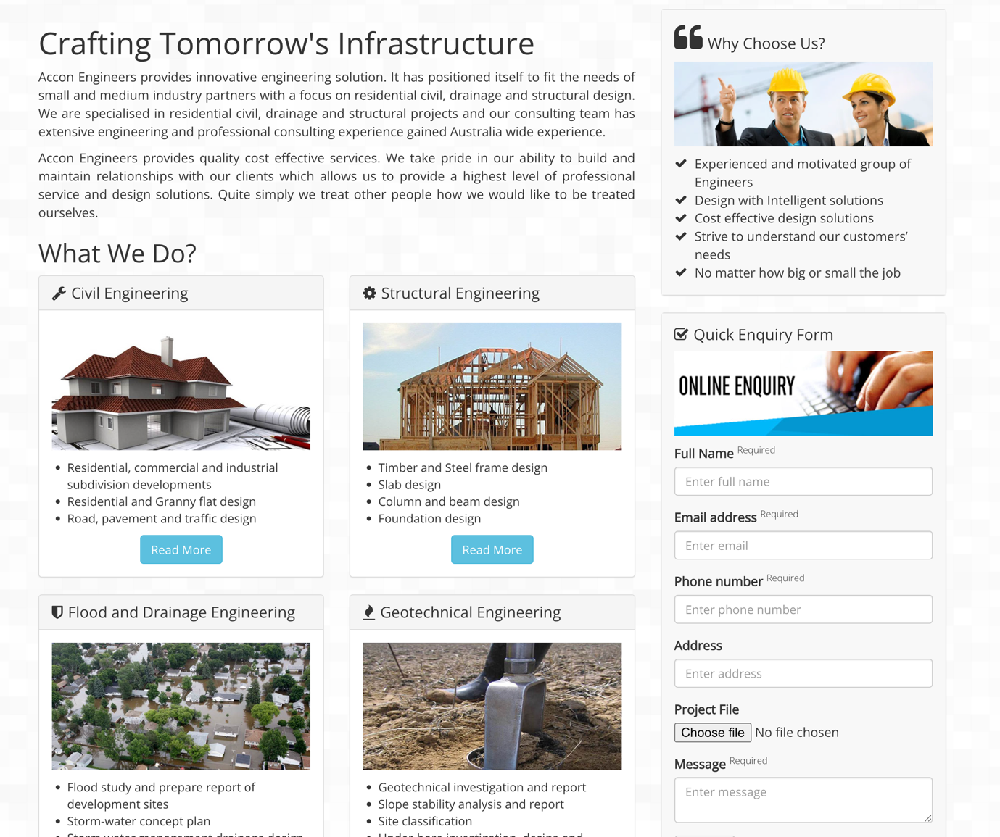 Crafting Tomorrow's Infrastructure
Accon Engineers provides innovative engineering solution. It has positioned itself to fit the needs of
small and medium industry partners with a focus on residential civil, drainage and structural design.
We are specialised in residential civil, drainage and structural projects and our consulting team has
extensive engineering and professional consulting experience gained Australia wide experience.
Accon Engineers provides quality cost effective services. We take pride in our ability to build and
maintain relationships with our clients which allows us to provide a highest level of professional
service and design solutions. Quite simply we treat other people how we would like to be treated
ourselves.
What We Do?
Civil Engineering
Residential, commercial and industrial
subdivision developments
Residential and Granny flat design
Road, pavement and traffic design
Read More
Structural Engineering
Timber and Steel frame design
Slab design
Column and beam design
Foundation design
Read More
Flood and Drainage Engineering
Flood study and prepare report of
development sites
Storm-water concept plan
Storm water management drainage design
Geotechnical Engineering
Geotechnical investigation and report
Slope stability analysis and report
Site classification
Under bore investigation, design and
Why Choose Us?
Experienced and motivated group of
Engineers
Design with Intelligent solutions
Cost effective design solutions
Strive to understand our customers’
needs
No matter how big or small the job
Quick Enquiry Form
ONLINE ENQUIRY
Full Name Required
Enter full name
Email address Required
Enter email
Phone number Required
Enter phone number
Address
Enter address
Project File
Choose file No file chosen
Message Required
Enter message